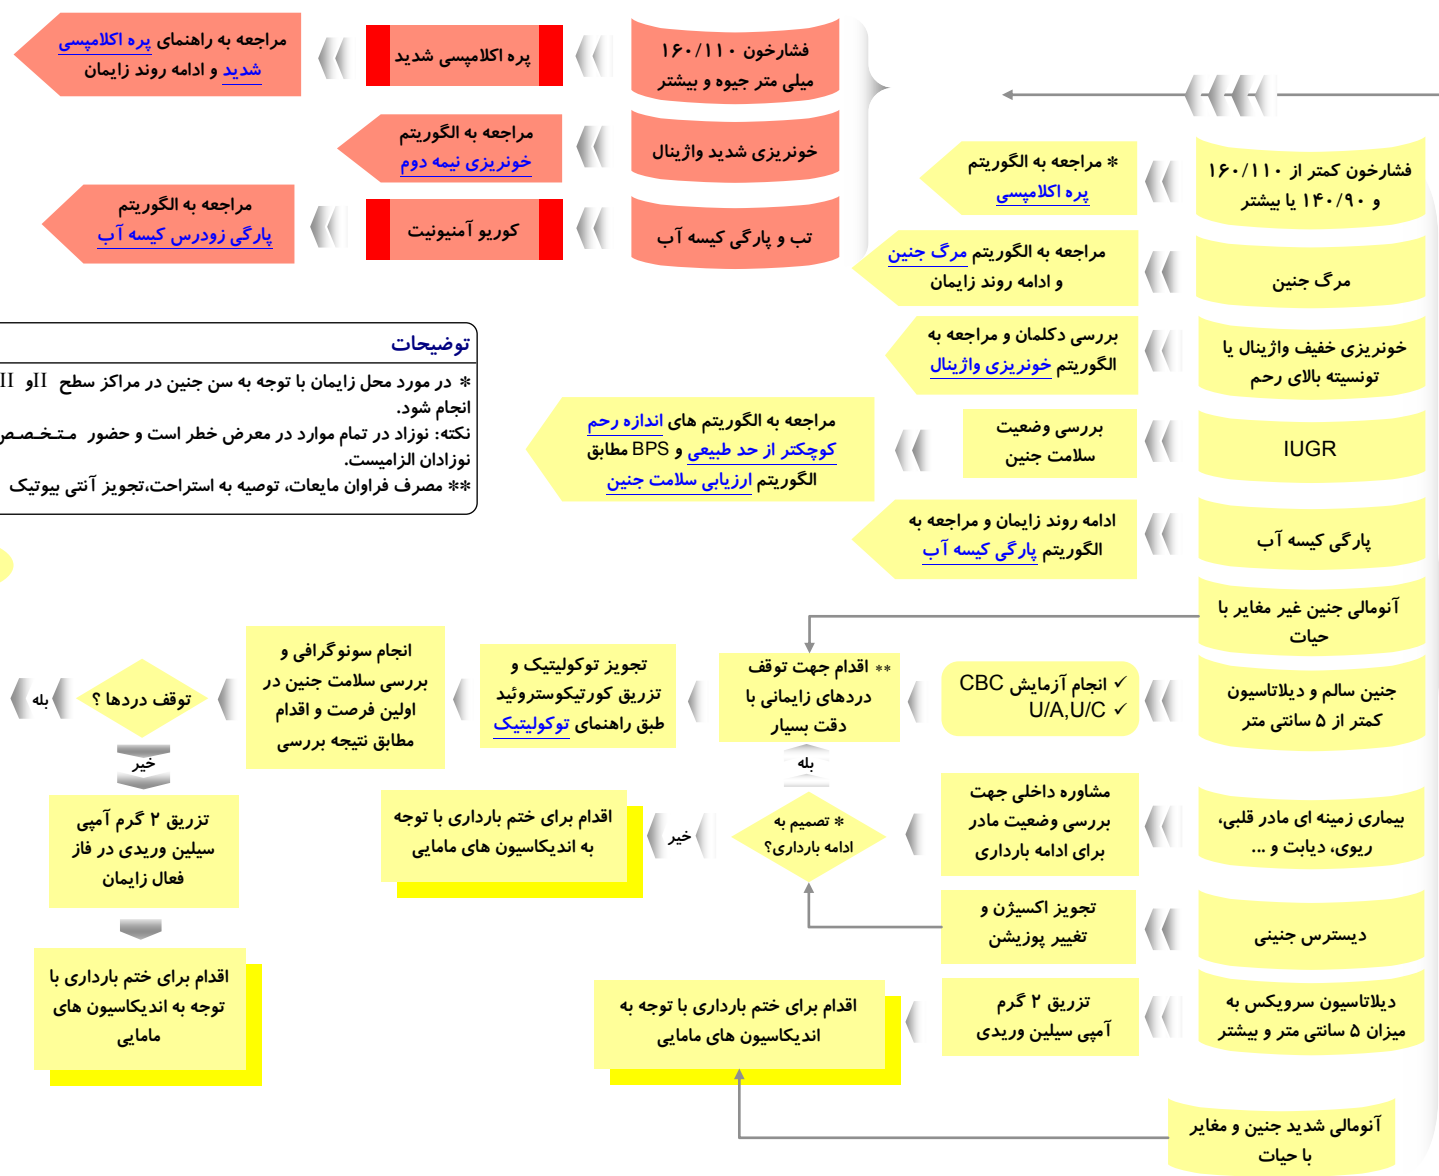 فشارخون ۱۶۰/۱۱۰
میلی متر جیوه و بیشتر
پره اکلامپسی شدید
مراجعه به راهنمای پره اکلامپسی
شدید و ادامه روند زایمان
خونریزی شدید واژینال
مراجعه به الگوریتم
خونریزی نیمه دوم
تب و پارگی کیسه آب
کوریو آمنیونیت
مراجعه به الگوریتم
پارگی زودرس کیسه آب
فشارخون کمتر از ۱۶۰/۱۱۰
و ۱۴۰/۹۰ یا بیشتر
* مراجعه به الگوریتم
پره اکلامپسی
مرگ جنین
مراجعه به الگوریتم مرگ جنین
و ادامه روند زایمان
خونریزی خفیف واژینال یا
تونسیته بالای رحم
بررسی دکلمان و مراجعه به
الگوریتم خونریزی واژینال
IUGR
بررسی وضعیت
سلامت جنین
مراجعه به الگوریتم های اندازه رحم
کوچکتر از حد طبیعی و BPS مطابق
الگوریتم ارزیابی سلامت جنین
پارگی کیسه آب
ادامه روند زایمان و مراجعه به
الگوریتم پارگی کیسه آب
توضیحات
* در مورد محل زایمان با توجه به سن جنین در مراکز سطح II و II
انجام شود.
نکته: نوزاد در تمام موارد در معرض خطر است و حضور متخصص
نوزادان الزامیست.
** مصرف فراوان مایعات، توصیه به استراحت،تجویز آنتی بیوتیک
آنومالی جنین غیر مغایر با
حیات
جنین سالم و دیلاتاسیون
کمتر از ۵ سانتی متر
✓ انجام آزمایش CBC
✓ U/A,U/C
** اقدام جهت توقف
دردهای زایمانی با
دقت بسیار
تجویز توکولیتیک و
تزریق کورتیکوستروئید
طبق راهنمای توکولیتیک
انجام سونوگرافی و
بررسی سلامت جنین در
اولین فرصت و اقدام
مطابق نتیجه بررسی
توقف دردها ؟
بله
خیر
تزریق ۲ گرم آمپی
سیلین وریدی در فاز
فعال زایمان
اقدام برای ختم بارداری با
توجه به اندیکاسیون های
مامایی
بیماری زمینه ای مادر قلبی،
ریوی، دیابت و ...
مشاوره داخلی جهت
بررسی وضعیت مادر
برای ادامه بارداری
بله
* تصمیم به
ادامه بارداری؟
خیر
اقدام برای ختم بارداری با توجه
به اندیکاسیون های مامایی
دیسترس جنینی
تجویز اکسیژن و
تغییر پوزیشن
دیلاتاسیون سرویکس به
میزان ۵ سانتی متر و بیشتر
تزریق ۲ گرم
آمپی سیلین وریدی
اقدام برای ختم بارداری با توجه به
اندیکاسیون های مامایی
آنومالی شدید جنین و مغایر
با حیات